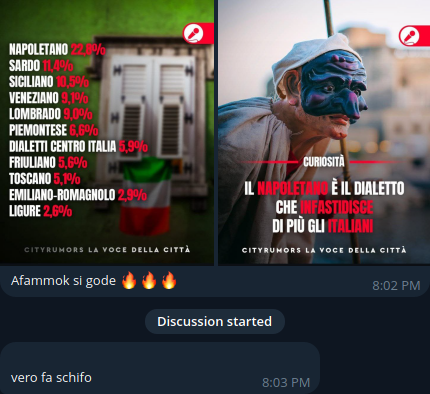 NAPOLETANO 22,8%
SARDO 11,4%
SICILIANO 10,5%
VENEZIANO 9,1%
LOMBRADO 9,0%
PIEMONTESE 6,6%
DIALETTI CENTRO ITALIA 5,9%
FRIULIANO 5,6%
TOSCANO 5,1%
EMILIANO-ROMAGNOLO 2,9%
LIGURE 2,6%
CITYRUMORS LA VOCE DELLA CITTÀ
CURIOSITÀ
IL NAPOLETANO È IL DIALETTO
CHE INFASTIDISCE
DI PIÙ GLI ITALIANI
CITYRUMORS LA VOCE DELLA CITTÀ
Afammok si gode 🔥🔥🔥
8:02 PM
Discussion started
vero fa schifo
8:03 PM